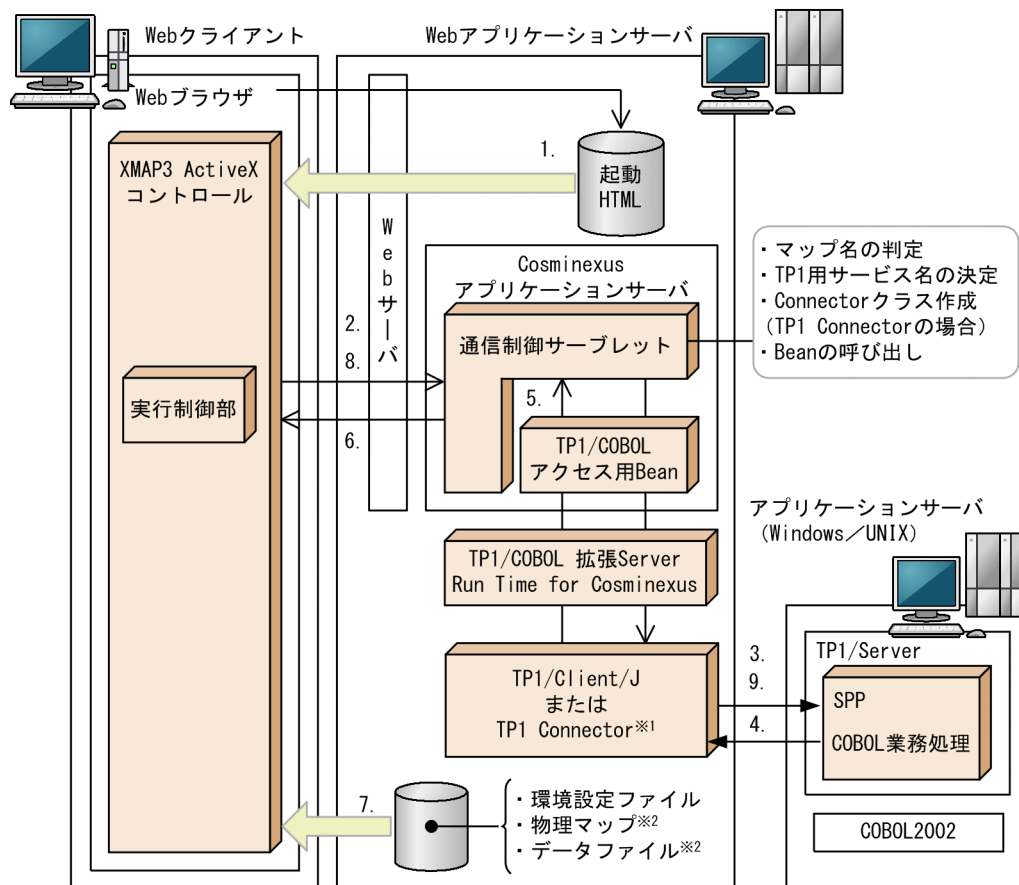 Webクライアント
Webアプリケーションサーバ
Webブラウザ
XMAP3 ActiveX
コントロール
1.
起動
HTML
Webサーバ
Cosminexus
アプリケーションサーバ
・マップ名の判定
・TP1用サービス名の決定
・Connectorクラス作成
(TP1 Connectorの場合)
・Beanの呼び出し
2.
8.
通信制御サーブレット
実行制御部
5.
6.
TP1/COBOL
アクセス用Bean
アプリケーションサーバ
(Windows/UNIX)
TP1/COBOL 拡張Server
Run Time for Cosminexus
TP1/Client/J
または
TP1 Connector※1
3.
9.
4.
TP1/Server
SPP
COBOL業務処理
7.
・環境設定ファイル
・物理マップ※2
・データファイル※2
COBOL2002